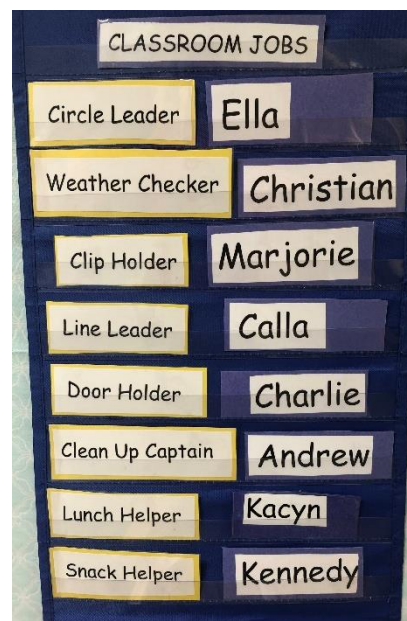 CLASSROOM JOBS
Circle Leader Ella
Weather Checker Christian
Clip Holder Marjorie
Line Leader Calla
Door Holder Charlie
Clean Up Captain Andrew
Lunch Helper Kacyn
Snack Helper Kennedy